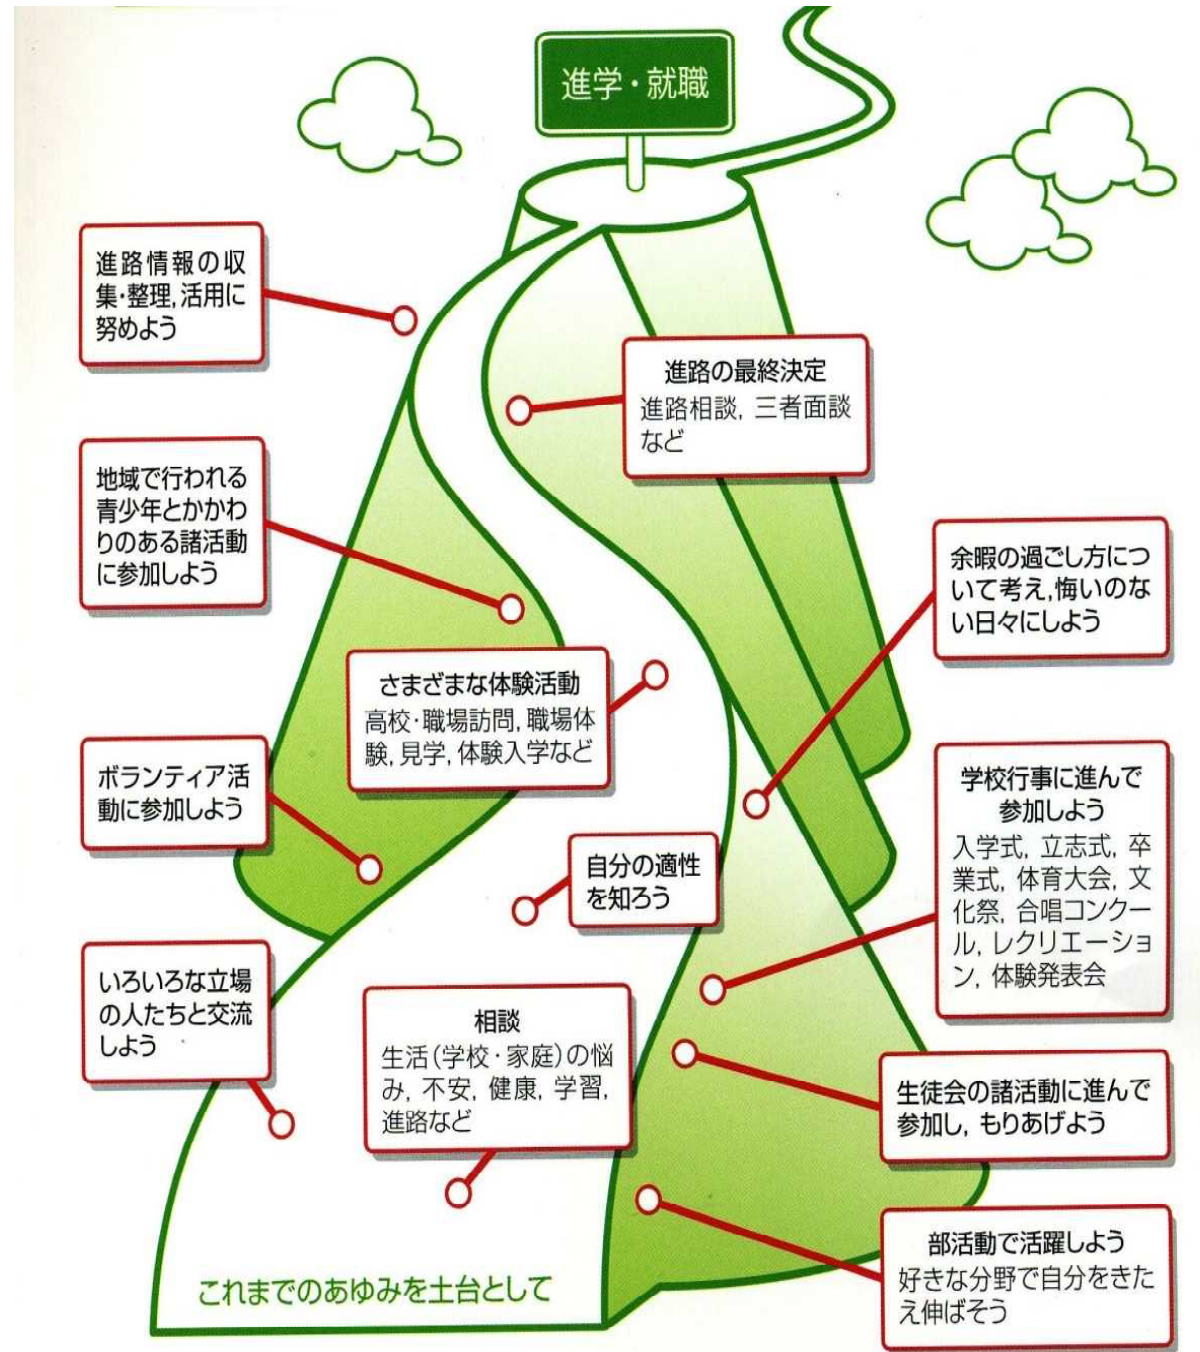 進学・就職
進路情報の収
集・整理,活用に
努めよう
進路の最終決定
進路相談, 三者面談
など
地域で行われる
青少年とかかわ
りのある諸活動
に参加しよう
余暇の過ごし方につ
いて考え,悔いのな
い日々にしよう
さまざまな体験活動
高校・職場訪問, 職場体
験, 見学, 体験入学など
ボランティア活
動に参加しよう
学校行事に進んで
参加しよう
入学式, 立志式, 卒
業式, 体育大会, 文
化祭, 合唱コンクー
ル, レクリエーショ
ン, 体験発表会
自分の適性
を知ろう
いろいろな立場
の人たちと交流
しよう
相談
生活(学校・家庭)の悩
み, 不安, 健康, 学習,
進路など
生徒会の諸活動に進んで
参加し, もりあげよう
部活動で活躍しよう
好きな分野で自分をきた
え伸ばそう
これまでのあゆみを土台として